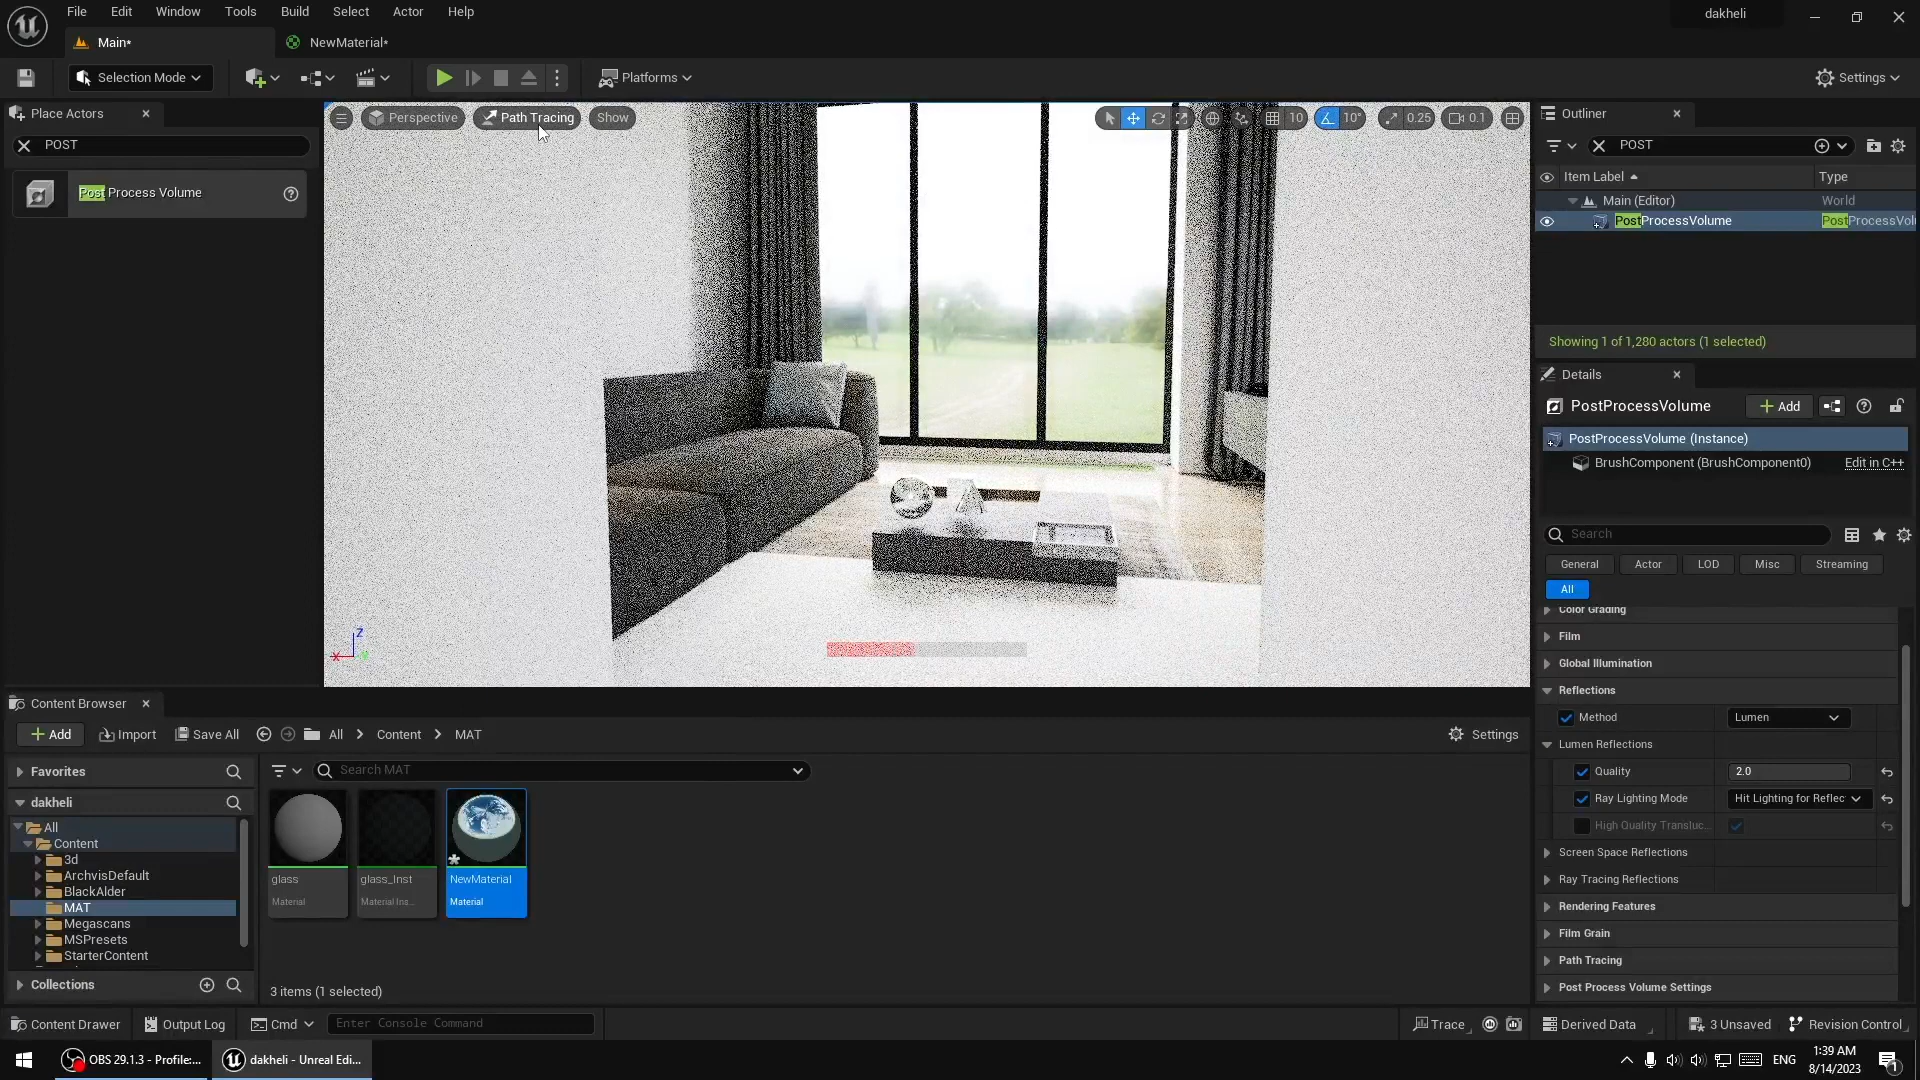 File Edit Window Tools Build Select Actor Help
dakheli
Main*
NewMaterial*
Selection Mode
Platforms
Settings
Place Actors
POST
Post Process Volume
Perspective
Path Tracing
Show
10
10°
0.25
0.1
Outliner
POST
Item Label
Type
Main (Editor)
World
PostProcessVolume
PostProcessVol
Showing 1 of 1,280 actors (1 selected)
Details
PostProcessVolume
Add
PostProcessVolume (Instance)
BrushComponent (BrushComponent0)
Edit in C++
Search
General
Actor
LOD
Misc
Streaming
All
Color Grading
Film
Global Illumination
Reflections
Method
Lumen
Lumen Reflections
Quality
2.0
Ray Lighting Mode
Hit Lighting for Reflec
High Quality Transluc...
Screen Space Reflections
Ray Tracing Reflections
Rendering Features
Film Grain
Path Tracing
Post Process Volume Settings
Z
X
Content Browser
Add
Import
Save All
All
Content
MAT
Settings
Favorites
dakheli
All
Content
3d
ArchvisDefault
BlackAlder
MAT
Megascans
MSPresets
StarterContent
Collections
Search MAT
glass
Material
glass_Inst
Material Ins...
NewMaterial
Material
3 items (1 selected)
Content Drawer
Output Log
Cmd
Enter Console Command
Trace
Derived Data
3 Unsaved
Revision Control
OBS 29.1.3 - Profile:...
dakheli - Unreal Edi...
ENG
1:39 AM
8/14/2023
1